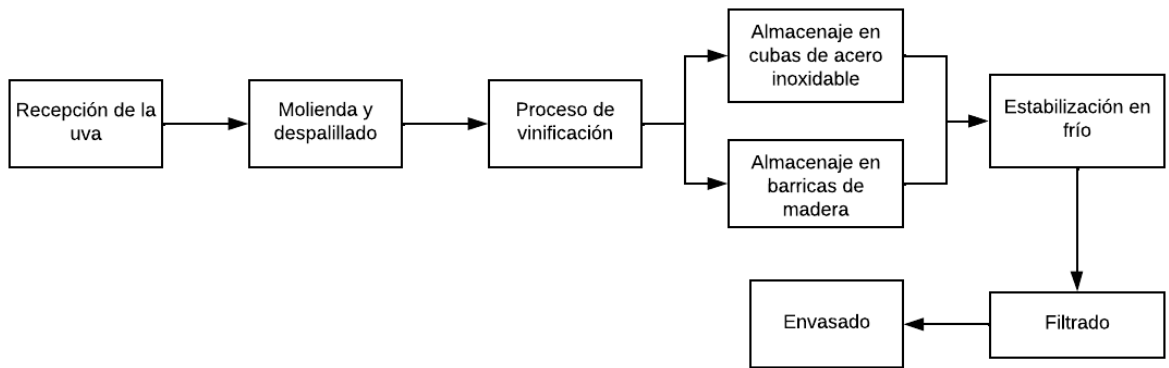 Recepción de la
uva
Molienda y
despalillado
Proceso de
vinificación
Almacenaje en
cubas de acero
inoxidable
Almacenaje en
barricas de
madera
Estabilización en
frío
Filtrado
Envasado